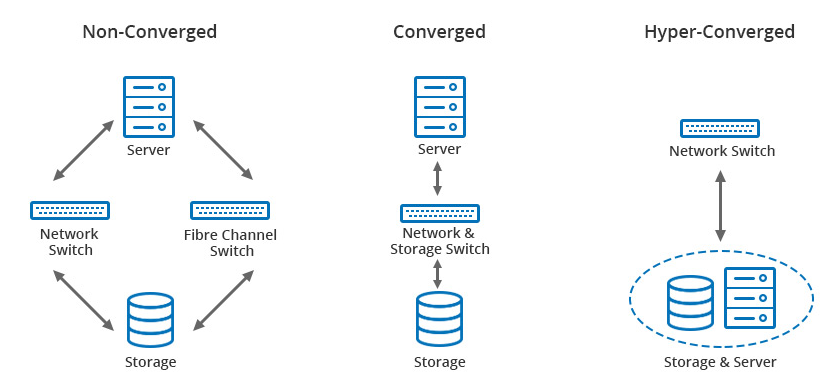 Non-Converged
Converged
Hyper-Converged
Server
Network
Switch
Fibre Channel
Switch
Storage
Server
Network &
Storage Switch
Storage
Network Switch
Storage & Server